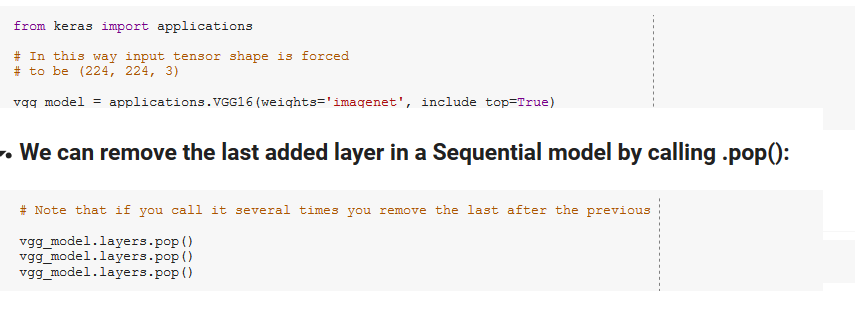 from keras import applications
# In this way input tensor shape is forced
# to be (224, 224, 3)
vgg_model = applications.VGG16(weights='imagenet', include_top=True)
We can remove the last added layer in a Sequential model by calling .pop():
# Note that if you call it several times you remove the last after the previous
vgg_model.layers.pop()
vgg_model.layers.pop()
vgg_model.layers.pop()